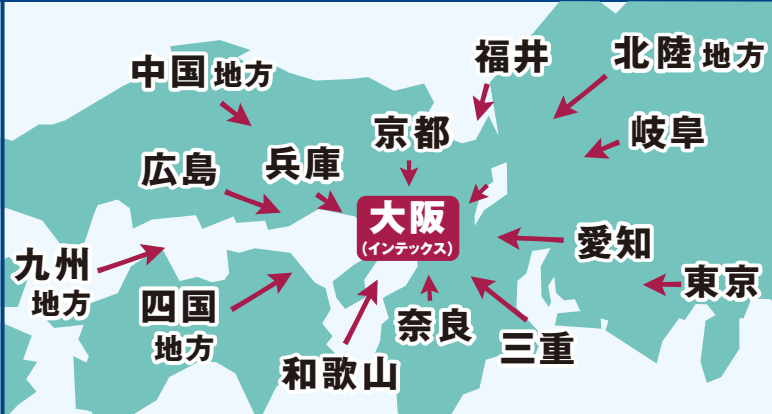 中国地方
福井
北陸地方
京都
岐阜
広島
兵庫
大阪
(インテックス)
愛知
九州
地方
四国
地方
東京
奈良
三重
和歌山